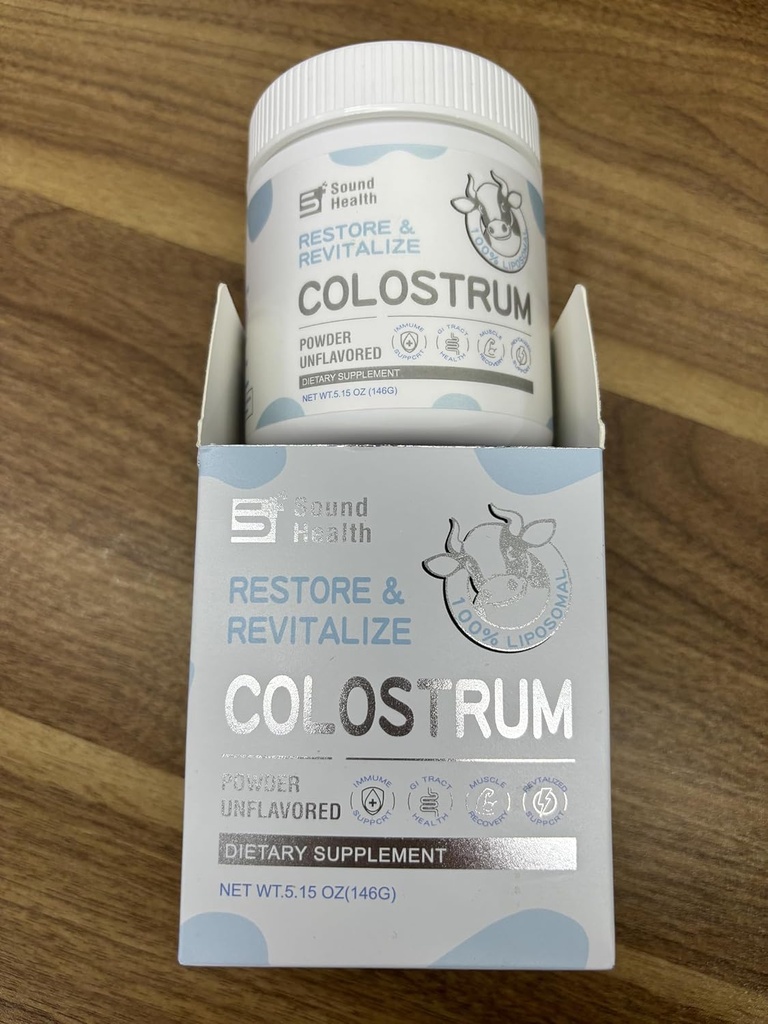 Sound
Health
RESTORE &
REVITALIZE
100% LIPOSOMAL
COLOSTRUM
POWDER
UNFLAVORED
IMMUNE
SUPPORT
GI TRACT
HEALTH
MUSCLE
RECOVERY
DIETARY SUPPLEMENT
NET WT.5.15 OZ (146G)
Sound
Health
RESTORE &
REVITALIZE
100% LIPOSOMAL
COLOSTRUM
POWDER
UNFLAVORED
IMMUNE
SUPPORT
GI TRACT
HEALTH
MUSCLE
RECOVERY
SUPPORT
DIETARY SUPPLEMENT
NET WT.5.15 OZ(146G)